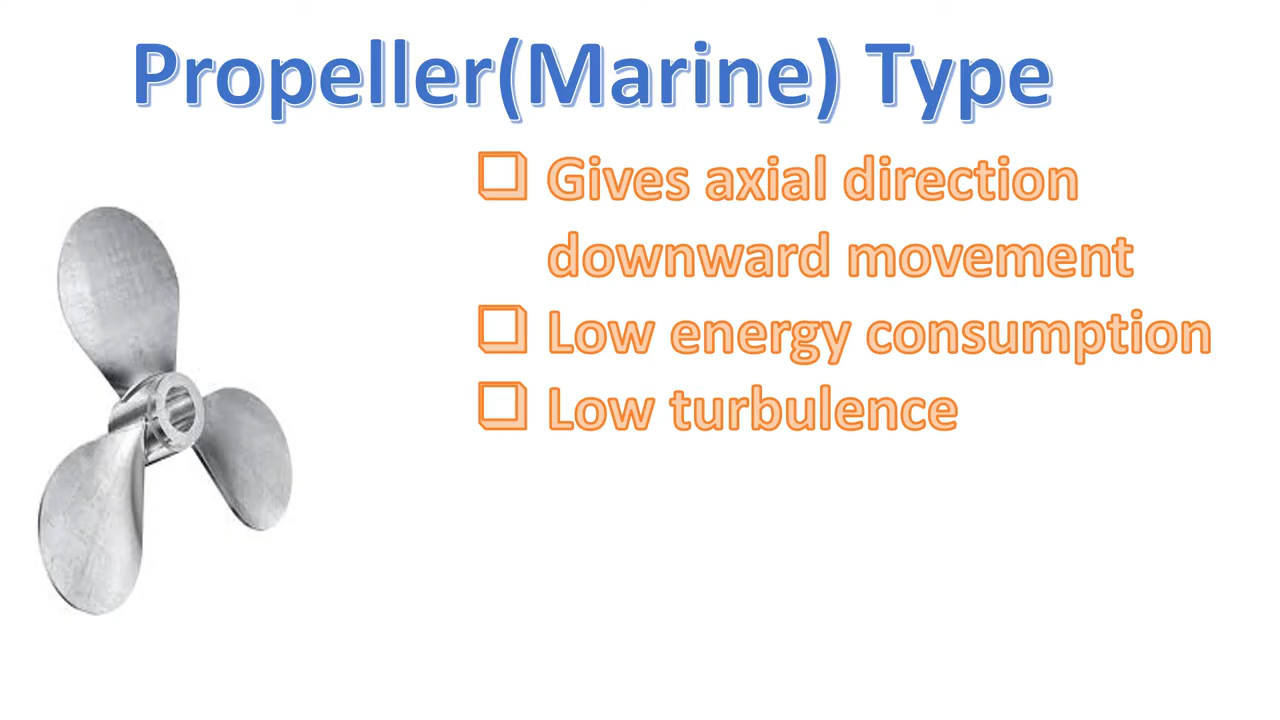 Propeller(Marine) Type
❑ Gives axial direction
downward movement
❑ Low energy consumption
❑ Low turbulence